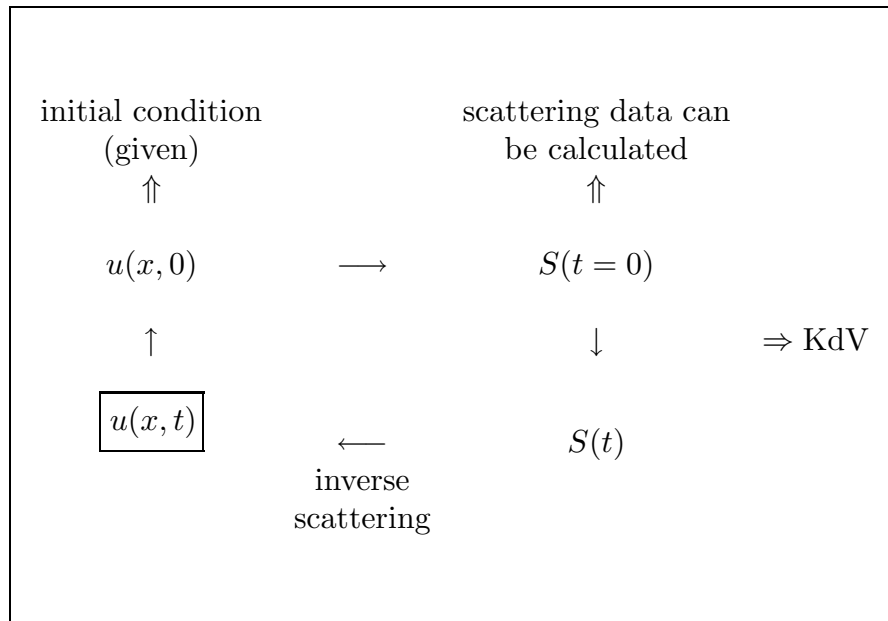 initial condition
(given)
⇑
scattering data can
be calculated
⇑
u(x, 0) ⟶ S(t = 0)
↑ ↓ ⇒ KdV
u(x, t) ⟵ S(t)
inverse
scattering